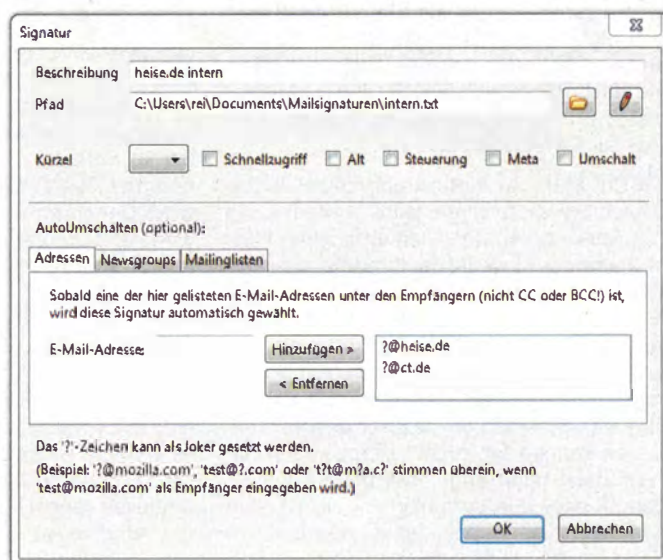 Signatur
Beschreibung heise.de intern
Pfad C:\Users\rei\Documents\Mailsignaturen\intern.txt
Kürzel Schnellzugriff Alt Steuerung Meta Umschalt
AutoUmschalten (optional):
Adressen Newsgroups Mailinglisten
Sobald eine der hier gelisteten E-Mail-Adressen unter den Empfängern (nicht CC oder BCC!) ist,
wird diese Signatur automatisch gewählt.
E-Mail-Adresse: Hinzufügen > ?@heise.de
< Entfernen ?@ct.de
Das '?'-Zeichen kann als Joker gesetzt werden.
(Beispiel: '?@mozilla.com', 'test@?.com' oder 't?t@m?a.c?' stimmen überein, wenn
'test@mozilla.com' als Empfänger eingegeben wird.)
OK Abbrechen